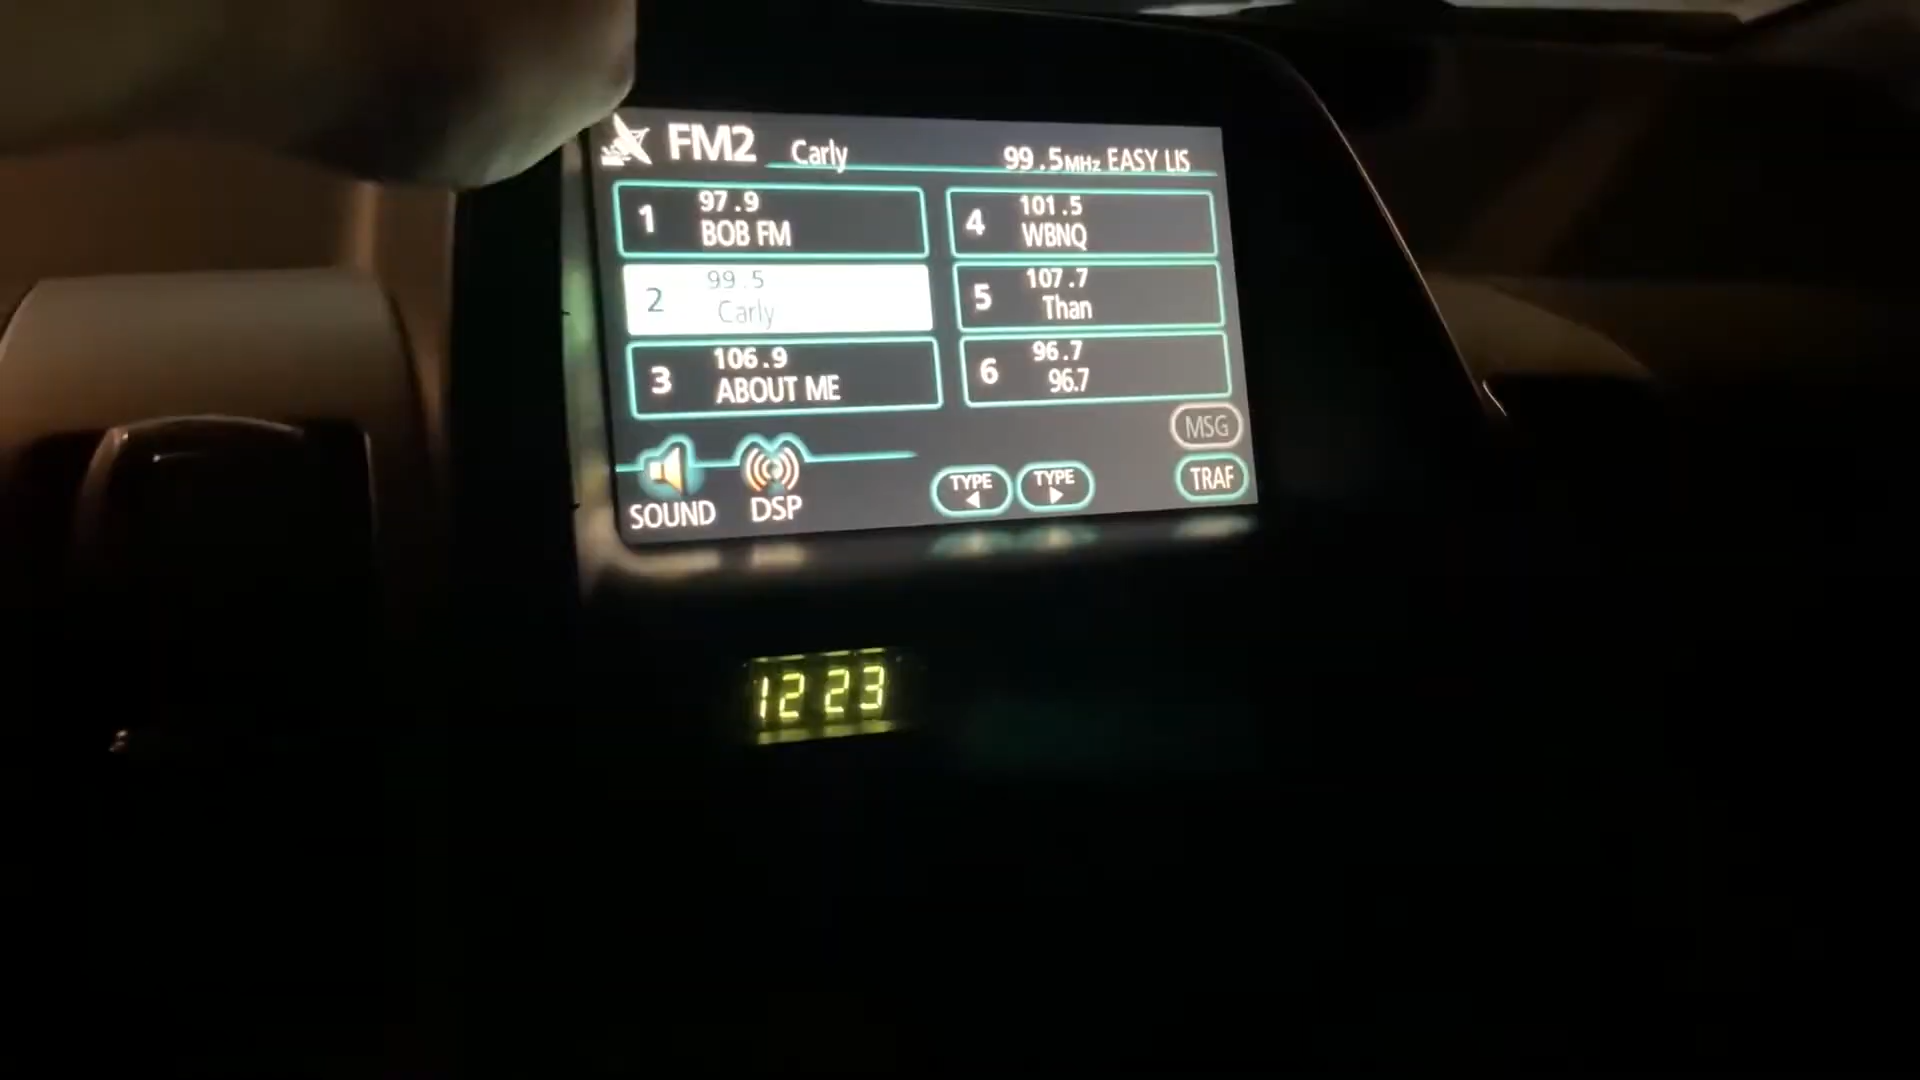 FM2 Carly 99.5MHz EASY LIS
1 97.9
BOB FM
2 99.5
Carly
3 106.9
ABOUT ME
4 101.5
WBNQ
5 107.7
Than
6 96.7
96.7
MSG
SOUND DSP TYPE TYPE TRAF
12 23